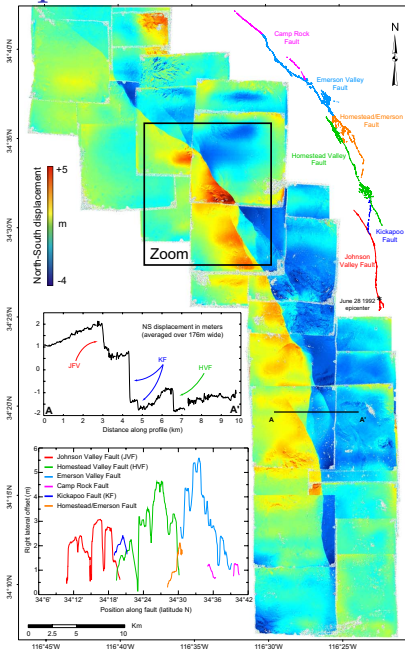 34°40'N
34°35'N
34°30'N
34°25'N
34°20'N
34°15'N
34°10'N
Camp Rock
Fault
Emerson Valley
Fault
Homestead/Emerson
Fault
Homestead Valley
Fault
Kickapoo
Fault
Johnson
Valley Fault
June 28 1992
epicenter
N
North-South displacement
+5
m
-4
Zoom
A A'
NS displacement in meters
(averaged over 176m wide)
JFV
KF
HVF
2
1
0
-1
-2
A A'
0 1 2 3 4 5 6 7 8 9 10
Distance along profile (km)
Right lateral offset (m)
6
5
4
3
2
1
0
Johnson Valley Fault (JVF)
Homestead Valley Fault (HVF)
Emerson Valley Fault
Camp Rock Fault
Kickapoo Fault (KF)
Homestead/Emerson Fault
34°6' 34°12' 34°18' 34°24' 34°30' 34°36' 34°42'
Position along fault (latitude N)
0 2.5 5 10 Km
116°45'W 116°40'W 116°35'W 116°30'W 116°25'W 116°21'W